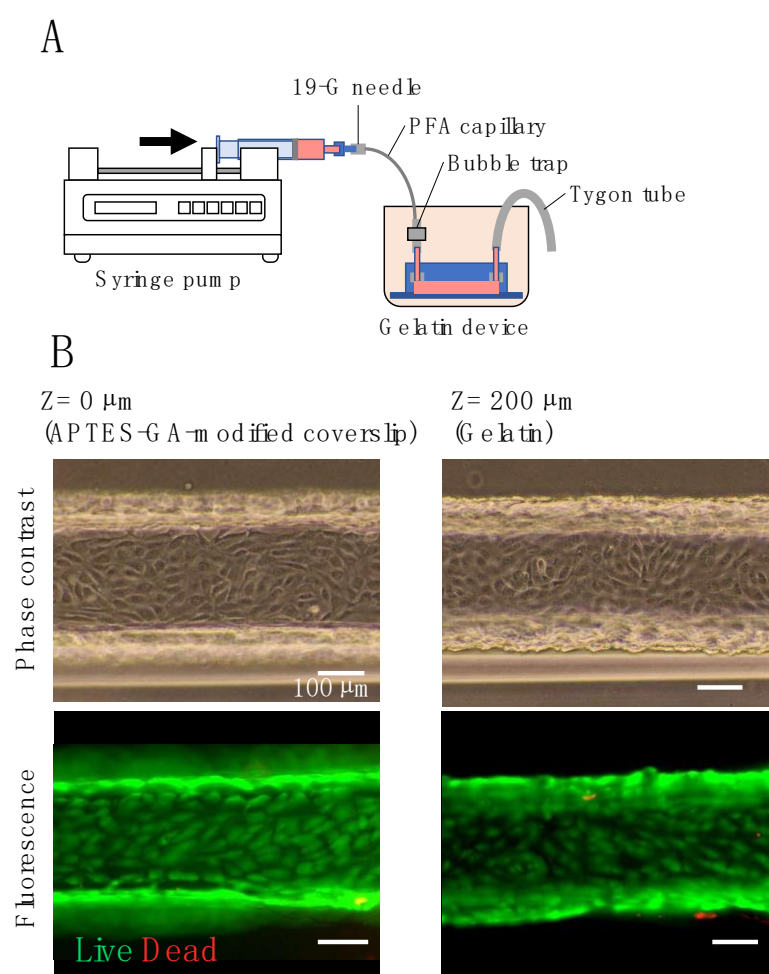 A
19-G needle
PFA capillary
Bubble trap
Tygon tube
Syringe pump
Gelatin device
B
Z= 0 μm
(APTES-GA-modified coverslip)
Z= 200 μm
(Gelatin)
Phase contrast
100 μm
Fluorescence
Live Dead